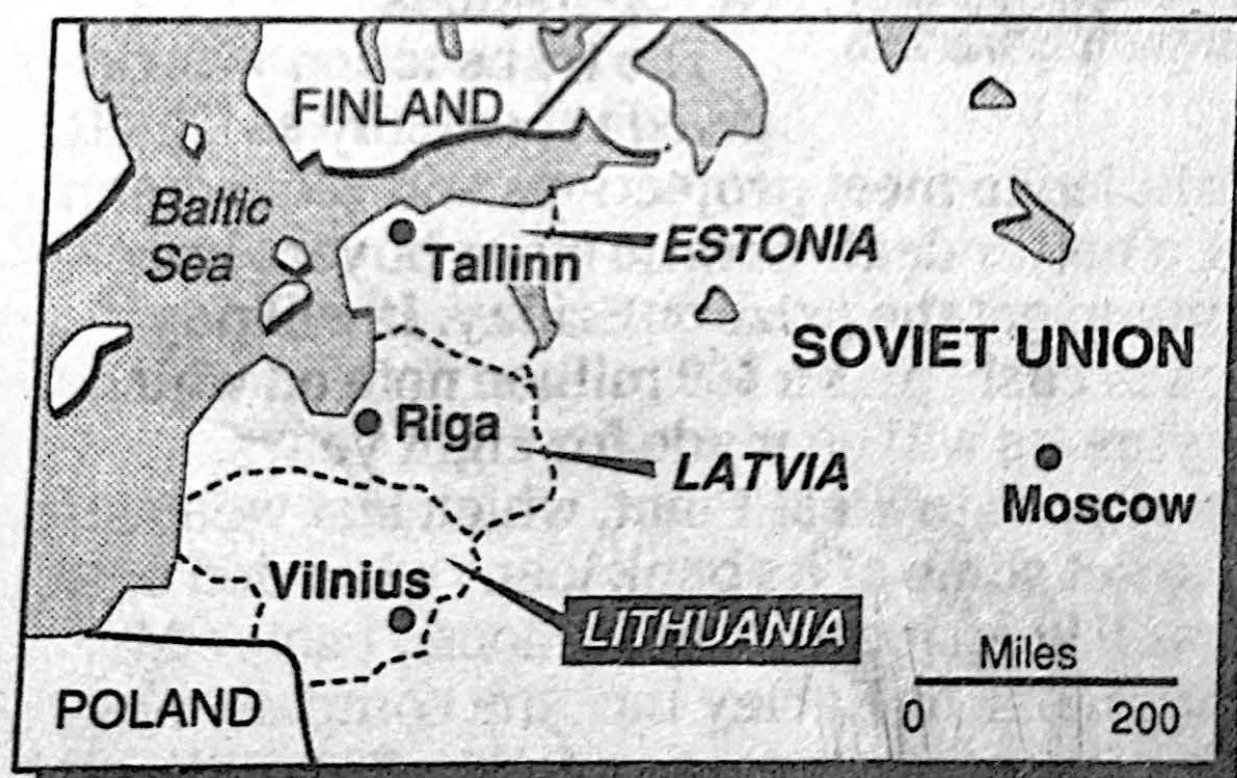 FINLAND
Baltic
Sea
Tallinn
ESTONIA
SOVIET UNION
Riga
LATVIA
Moscow
Vilnius
LITHUANIA
Miles
0 200
POLAND